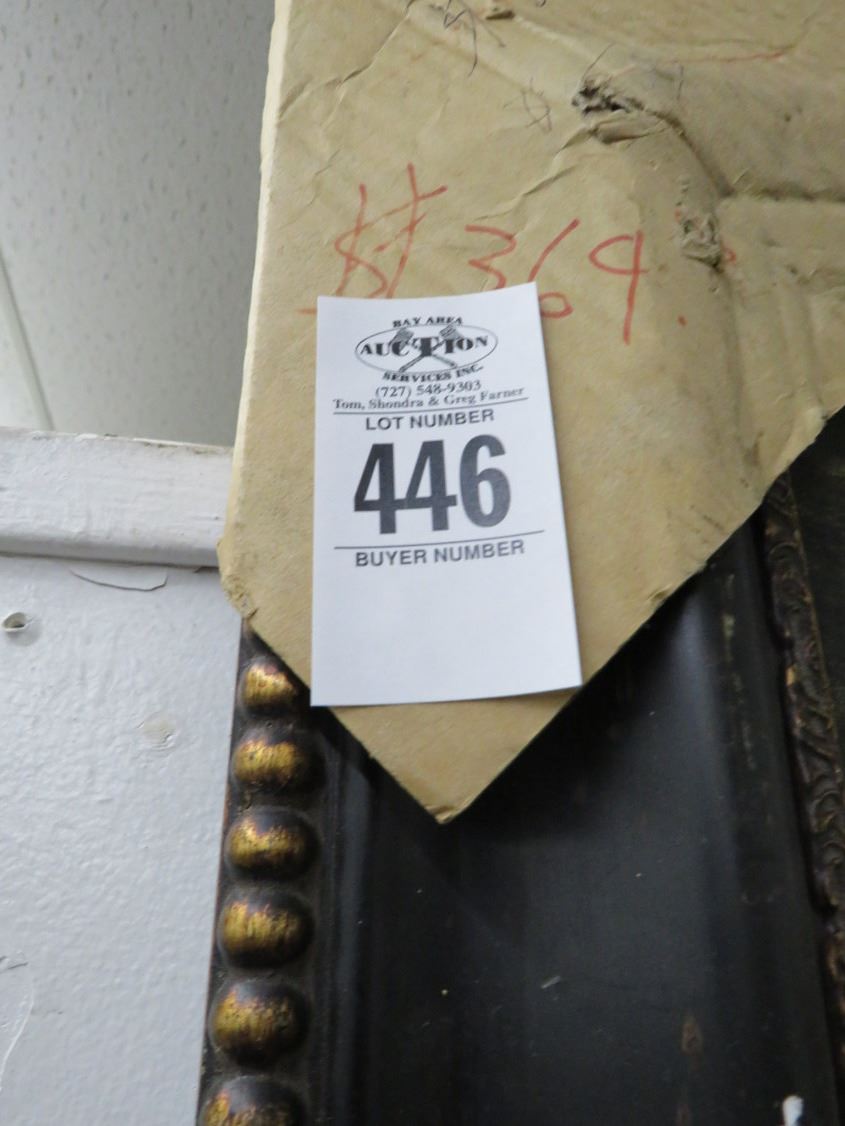 $ 369.
BAY AREA
AUCTION
SERVICES INC.
(727) 548-9303
Tom, Shondra & Greg Farner
LOT NUMBER
446
BUYER NUMBER